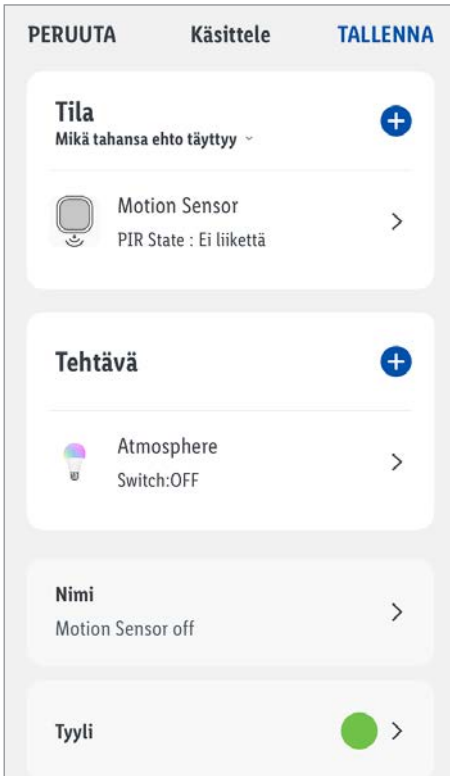 PERUUTA Käsittele TALLENNA
Tila
Mikä tahansa ehto täyttyy
Motion Sensor
PIR State : Ei liikettä
Tehtävä
Atmosphere
Switch:OFF
Nimi
Motion Sensor off
Tyyli